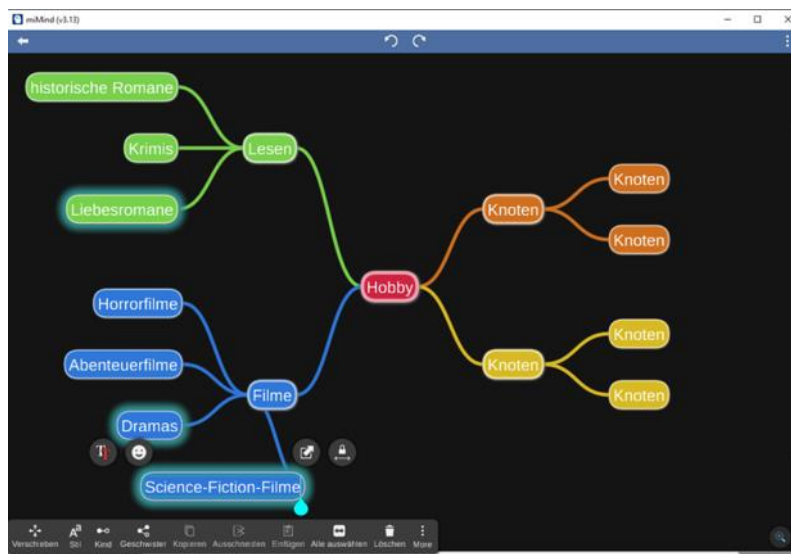 miMind (v3.13)
historische Romane
Krimis
Lesen
Liebesromane
Knoten
Knoten
Knoten
Hobby
Horrorfilme
Abenteuerfilme
Filme
Dramas
Science-Fiction-Filme
Knoten
Knoten
Knoten
Verschieben Stil Kind Geschwister Kopieren Ausschneiden Einfügen Alle auswählen Löschen More